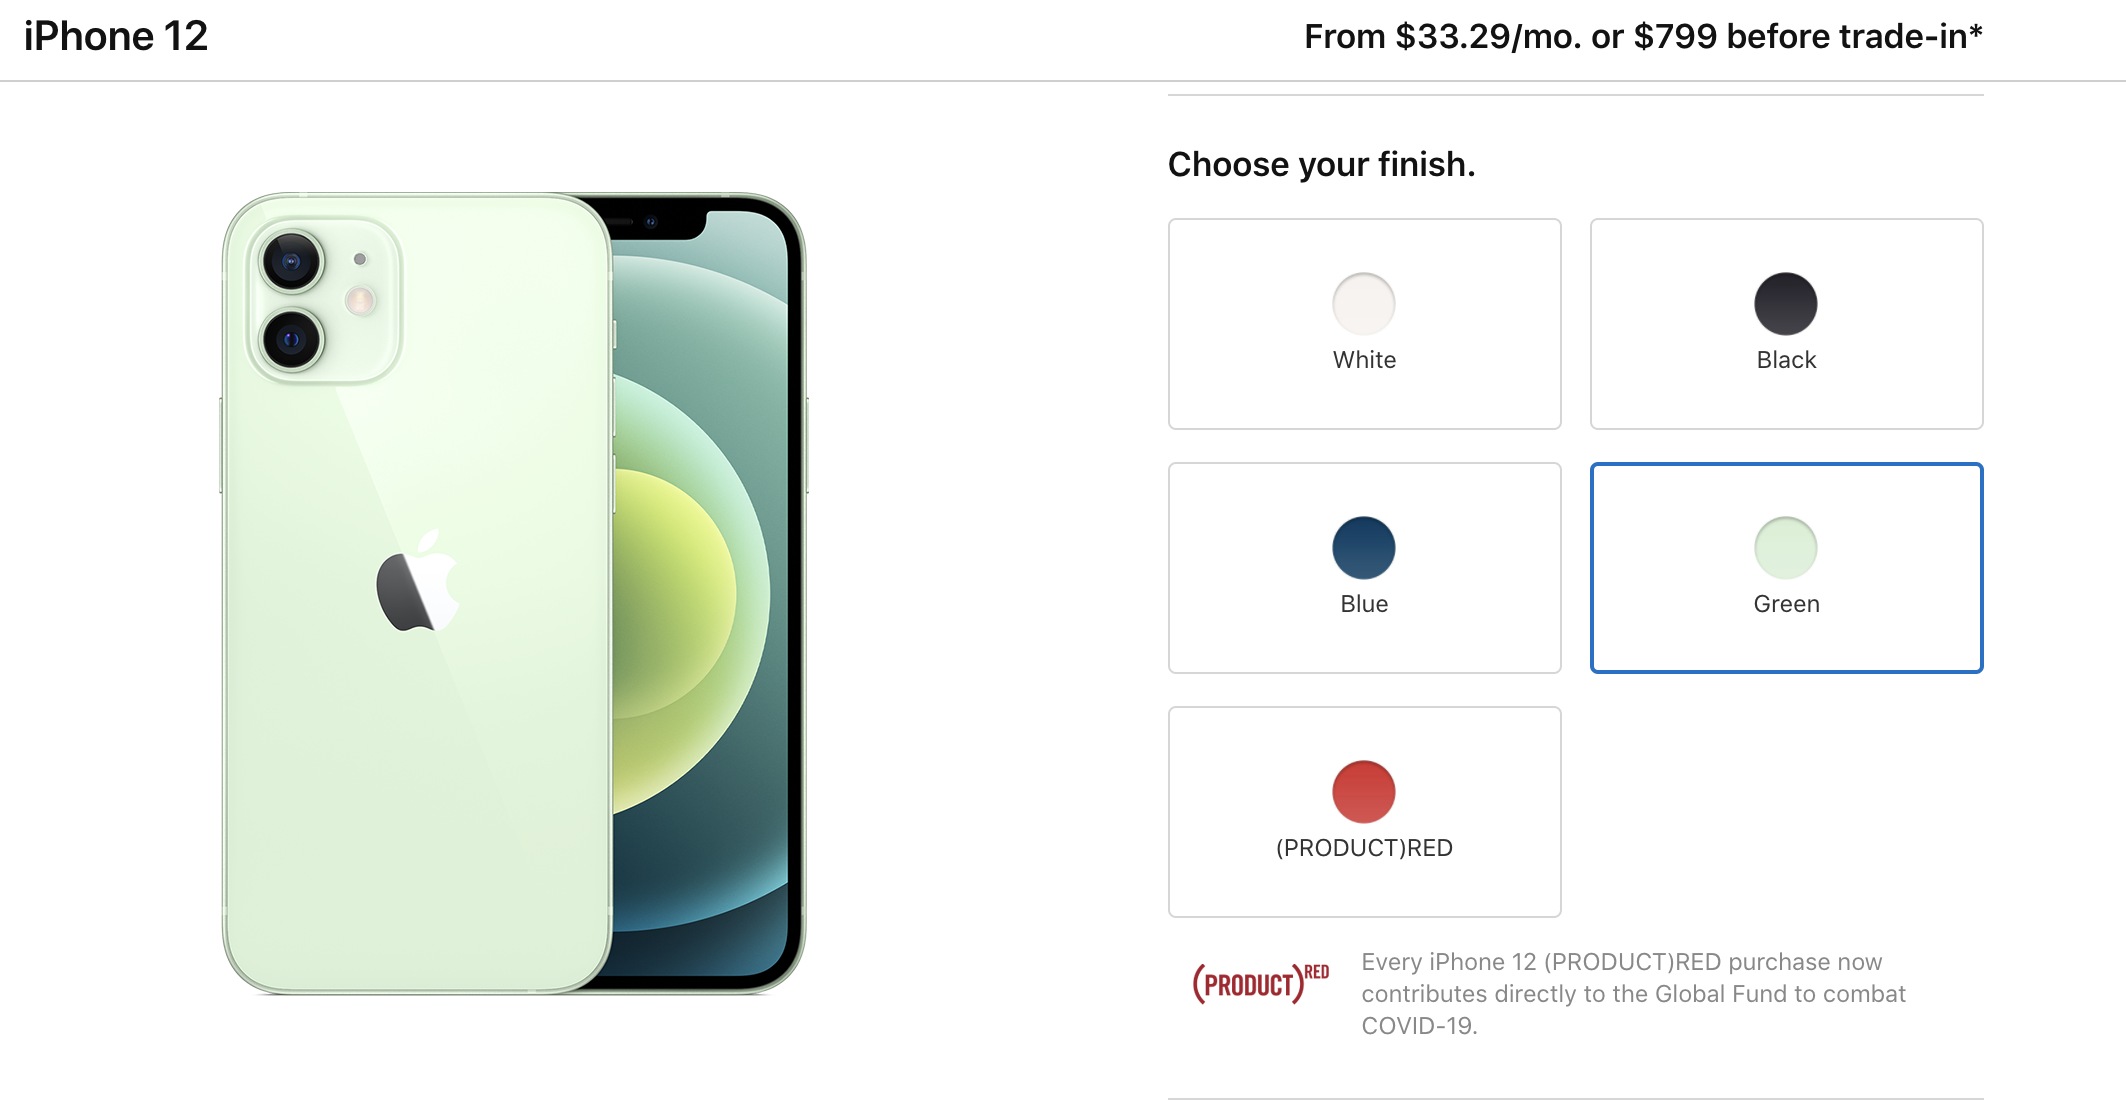 iPhone 12
From $33.29/mo. or $799 before trade-in*
Choose your finish.
White
Black
Blue
Green
(PRODUCT)RED
(PRODUCT)RED
Every iPhone 12 (PRODUCT)RED purchase now
contributes directly to the Global Fund to combat
COVID-19.